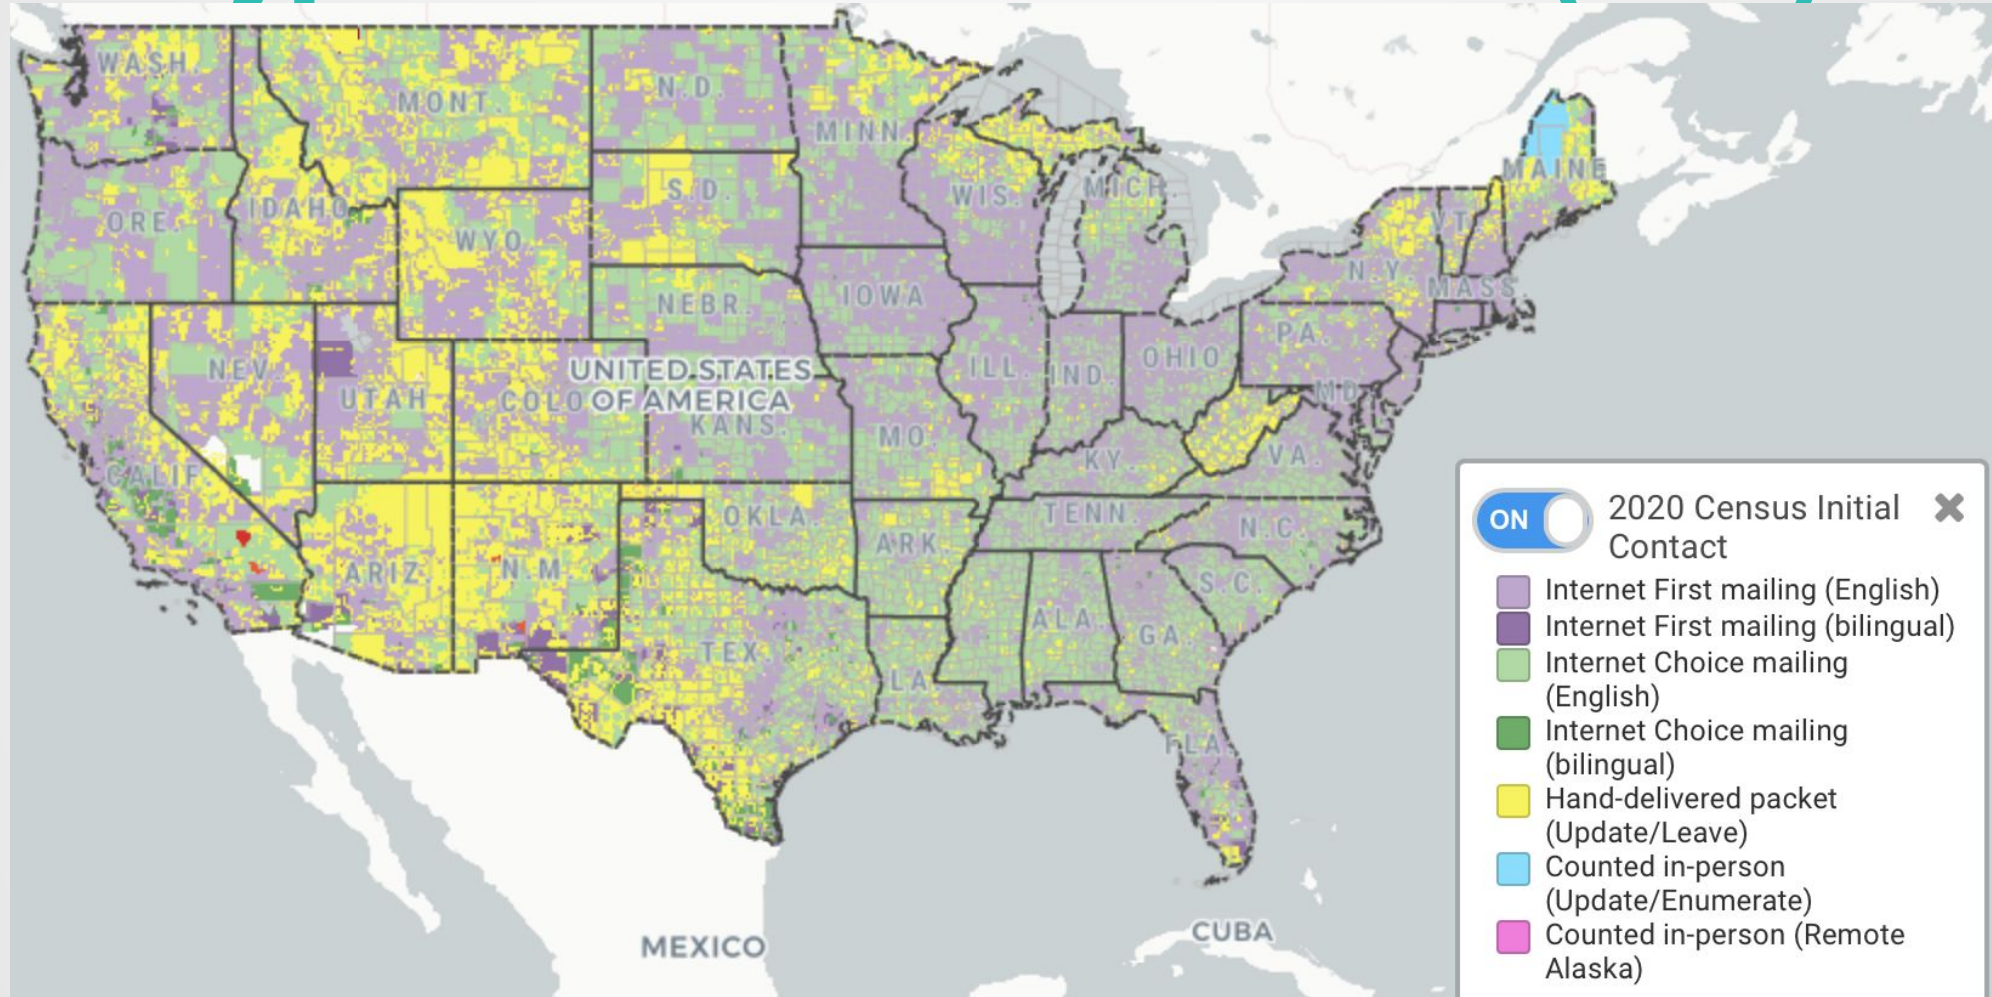 WASH.
MONT.
N.D.
MINN.
MAINE
ORE.
IDAHO
WYO
S.D.
WIS.
MICH.
VT.
N.Y.
MASS.
NEBR.
IOWA
NEV.
UTAH
COLO
UNITED STATES
OF AMERICA
KANS.
ILL.
IND.
OHIO
PA.
MD.
CALIF.
MO.
KY.
VA.
ARIZ.
N.M.
OKLA.
ARK.
TENN.
N.C.
S.C.
TEX.
LA.
ALA.
GA.
FLA.
MEXICO
CUBA
ON
2020 Census Initial
Contact
Internet First mailing (English)
Internet First mailing (bilingual)
Internet Choice mailing
(English)
Internet Choice mailing
(bilingual)
Hand-delivered packet
(Update/Leave)
Counted in-person
(Update/Enumerate)
Counted in-person (Remote
Alaska)